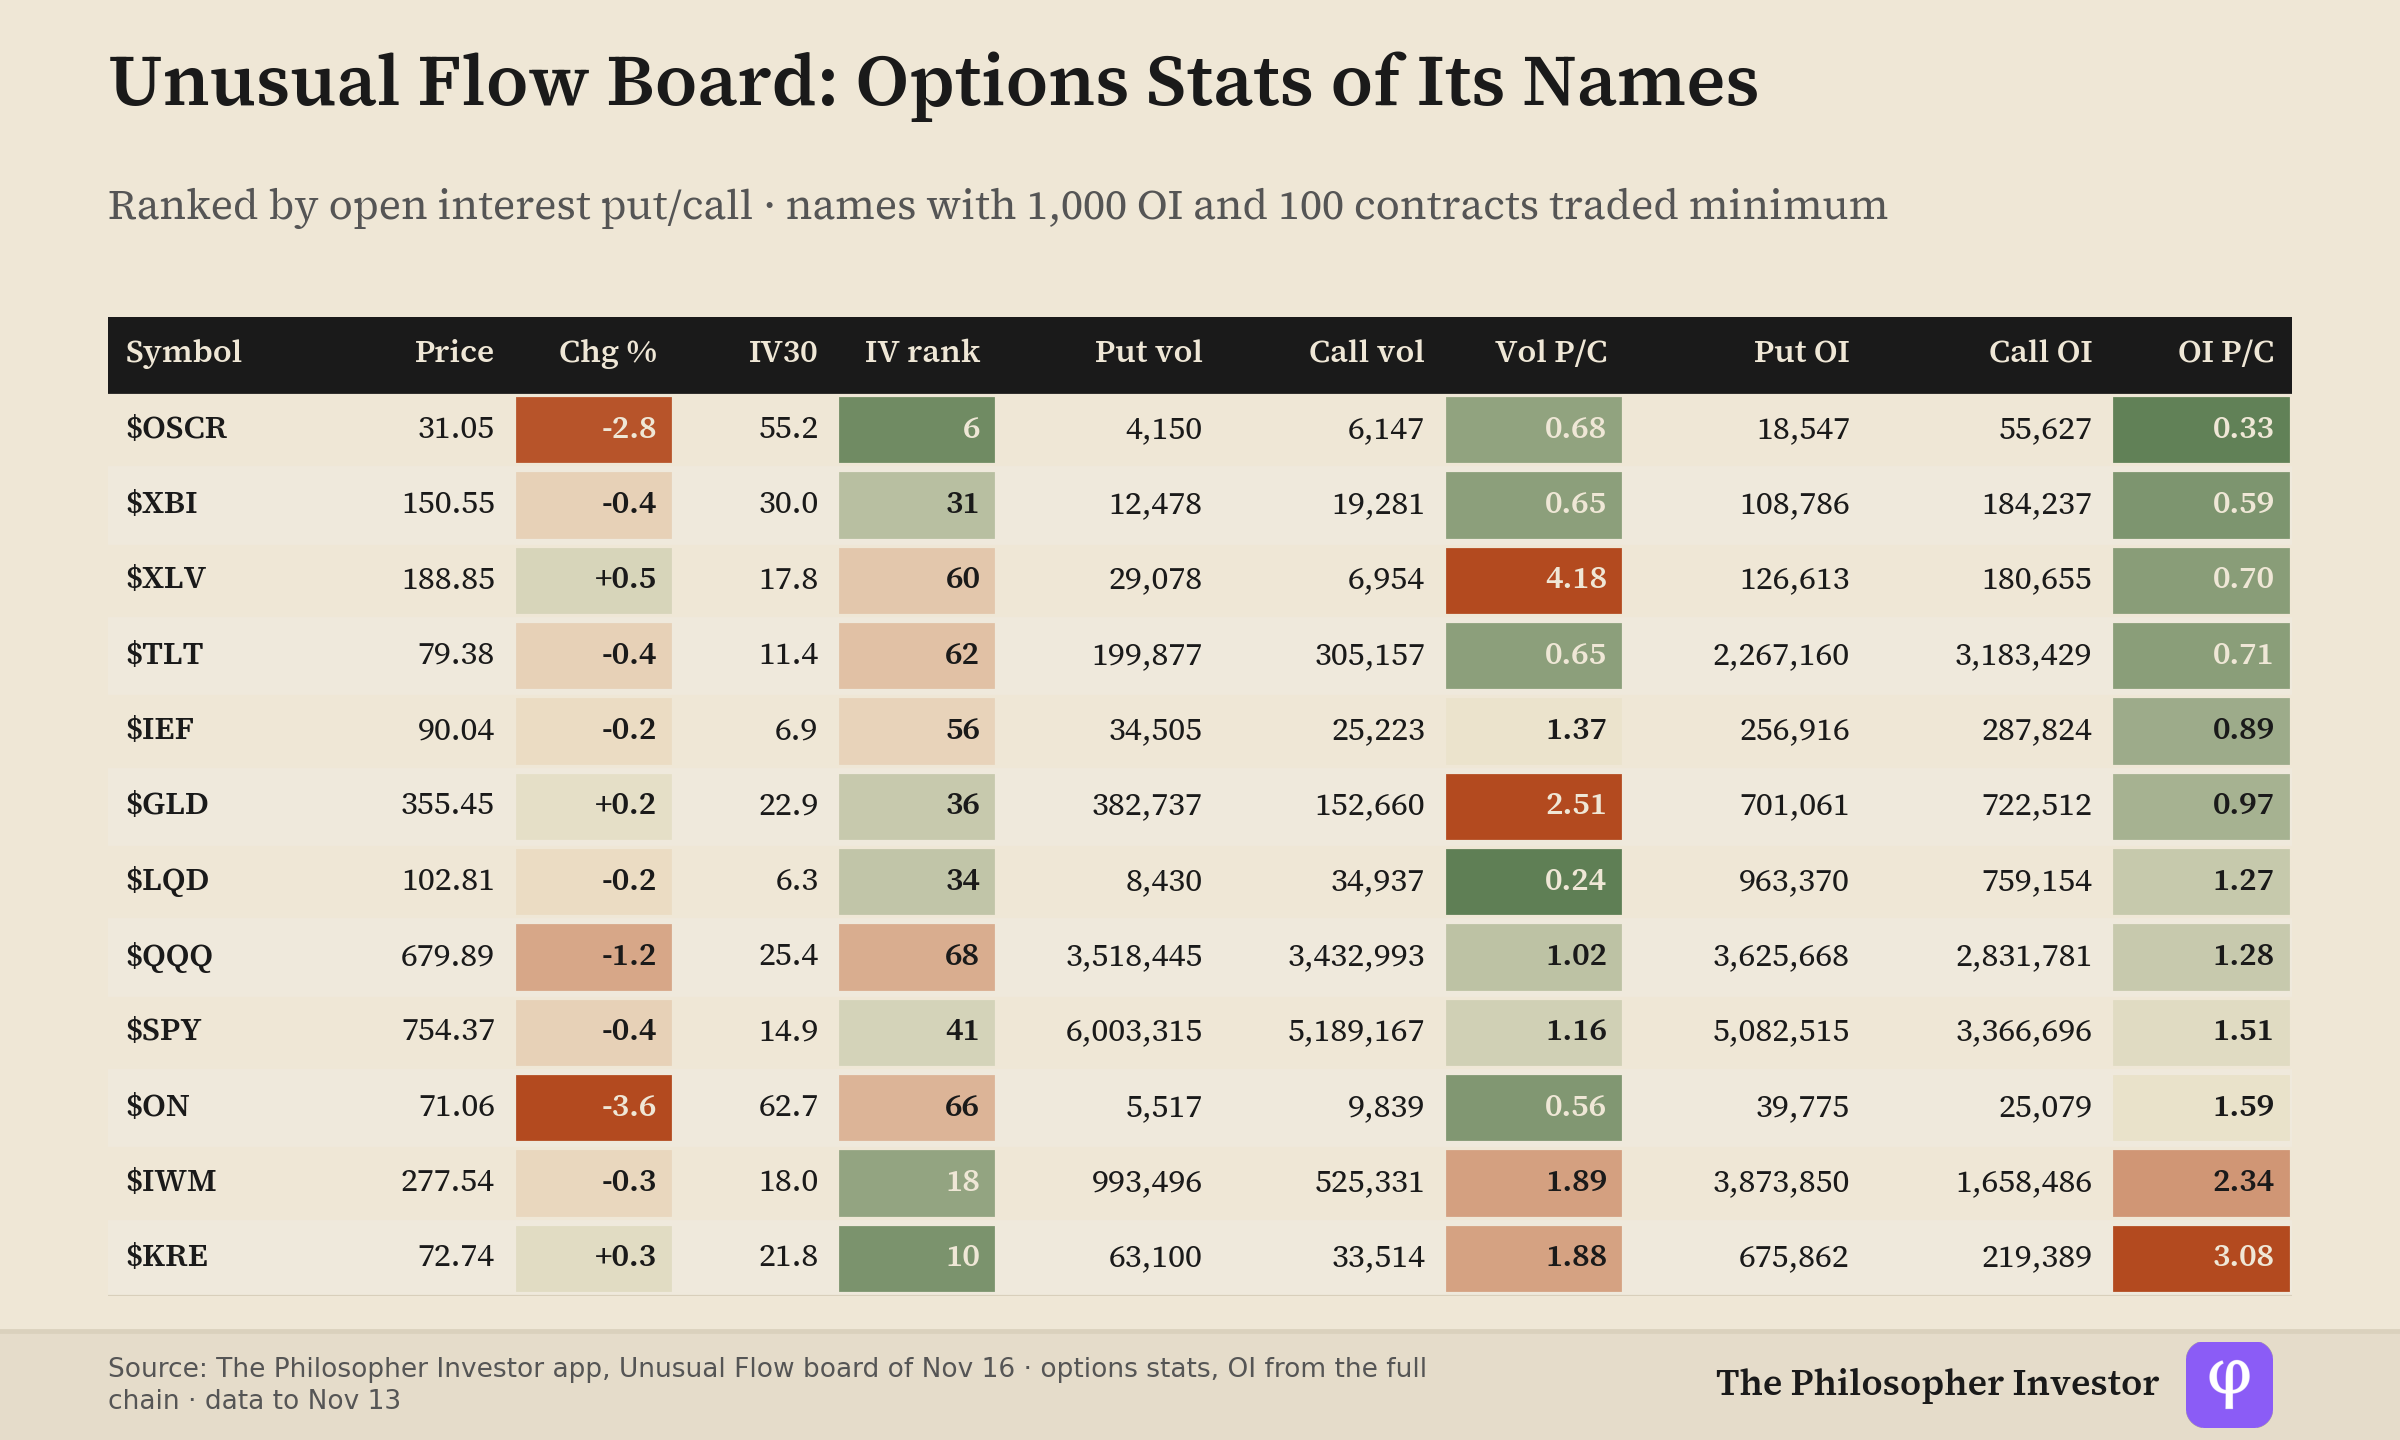 Unusual Flow Board: Options Stats of Its Names
Ranked by open interest put/call · names with 1,000 OI and 100 contracts traded minimum
Symbol Price Chg % IV30 IV rank Put vol Call vol Vol P/C Put OI Call OI OI P/C
$OSCR 31.05 -2.8 55.2 6 4,150 6,147 0.68 18,547 55,627 0.33
$XBI 150.55 -0.4 30.0 31 12,478 19,281 0.65 108,786 184,237 0.59
$XLV 188.85 +0.5 17.8 60 29,078 6,954 4.18 126,613 180,655 0.70
$TLT 79.38 -0.4 11.4 62 199,877 305,157 0.65 2,267,160 3,183,429 0.71
$IEF 90.04 -0.2 6.9 56 34,505 25,223 1.37 256,916 287,824 0.89
$GLD 355.45 +0.2 22.9 36 382,737 152,660 2.51 701,061 722,512 0.97
$LQD 102.81 -0.2 6.3 34 8,430 34,937 0.24 963,370 759,154 1.27
$QQQ 679.89 -1.2 25.4 68 3,518,445 3,432,993 1.02 3,625,668 2,831,781 1.28
$SPY 754.37 -0.4 14.9 41 6,003,315 5,189,167 1.16 5,082,515 3,366,696 1.51
$ON 71.06 -3.6 62.7 66 5,517 9,839 0.56 39,775 25,079 1.59
$IWM 277.54 -0.3 18.0 18 993,496 525,331 1.89 3,873,850 1,658,486 2.34
$KRE 72.74 +0.3 21.8 10 63,100 33,514 1.88 675,862 219,389 3.08
Source: The Philosopher Investor app, Unusual Flow board of Nov 16 · options stats, OI from the full
chain · data to Nov 13
The Philosopher Investor φ